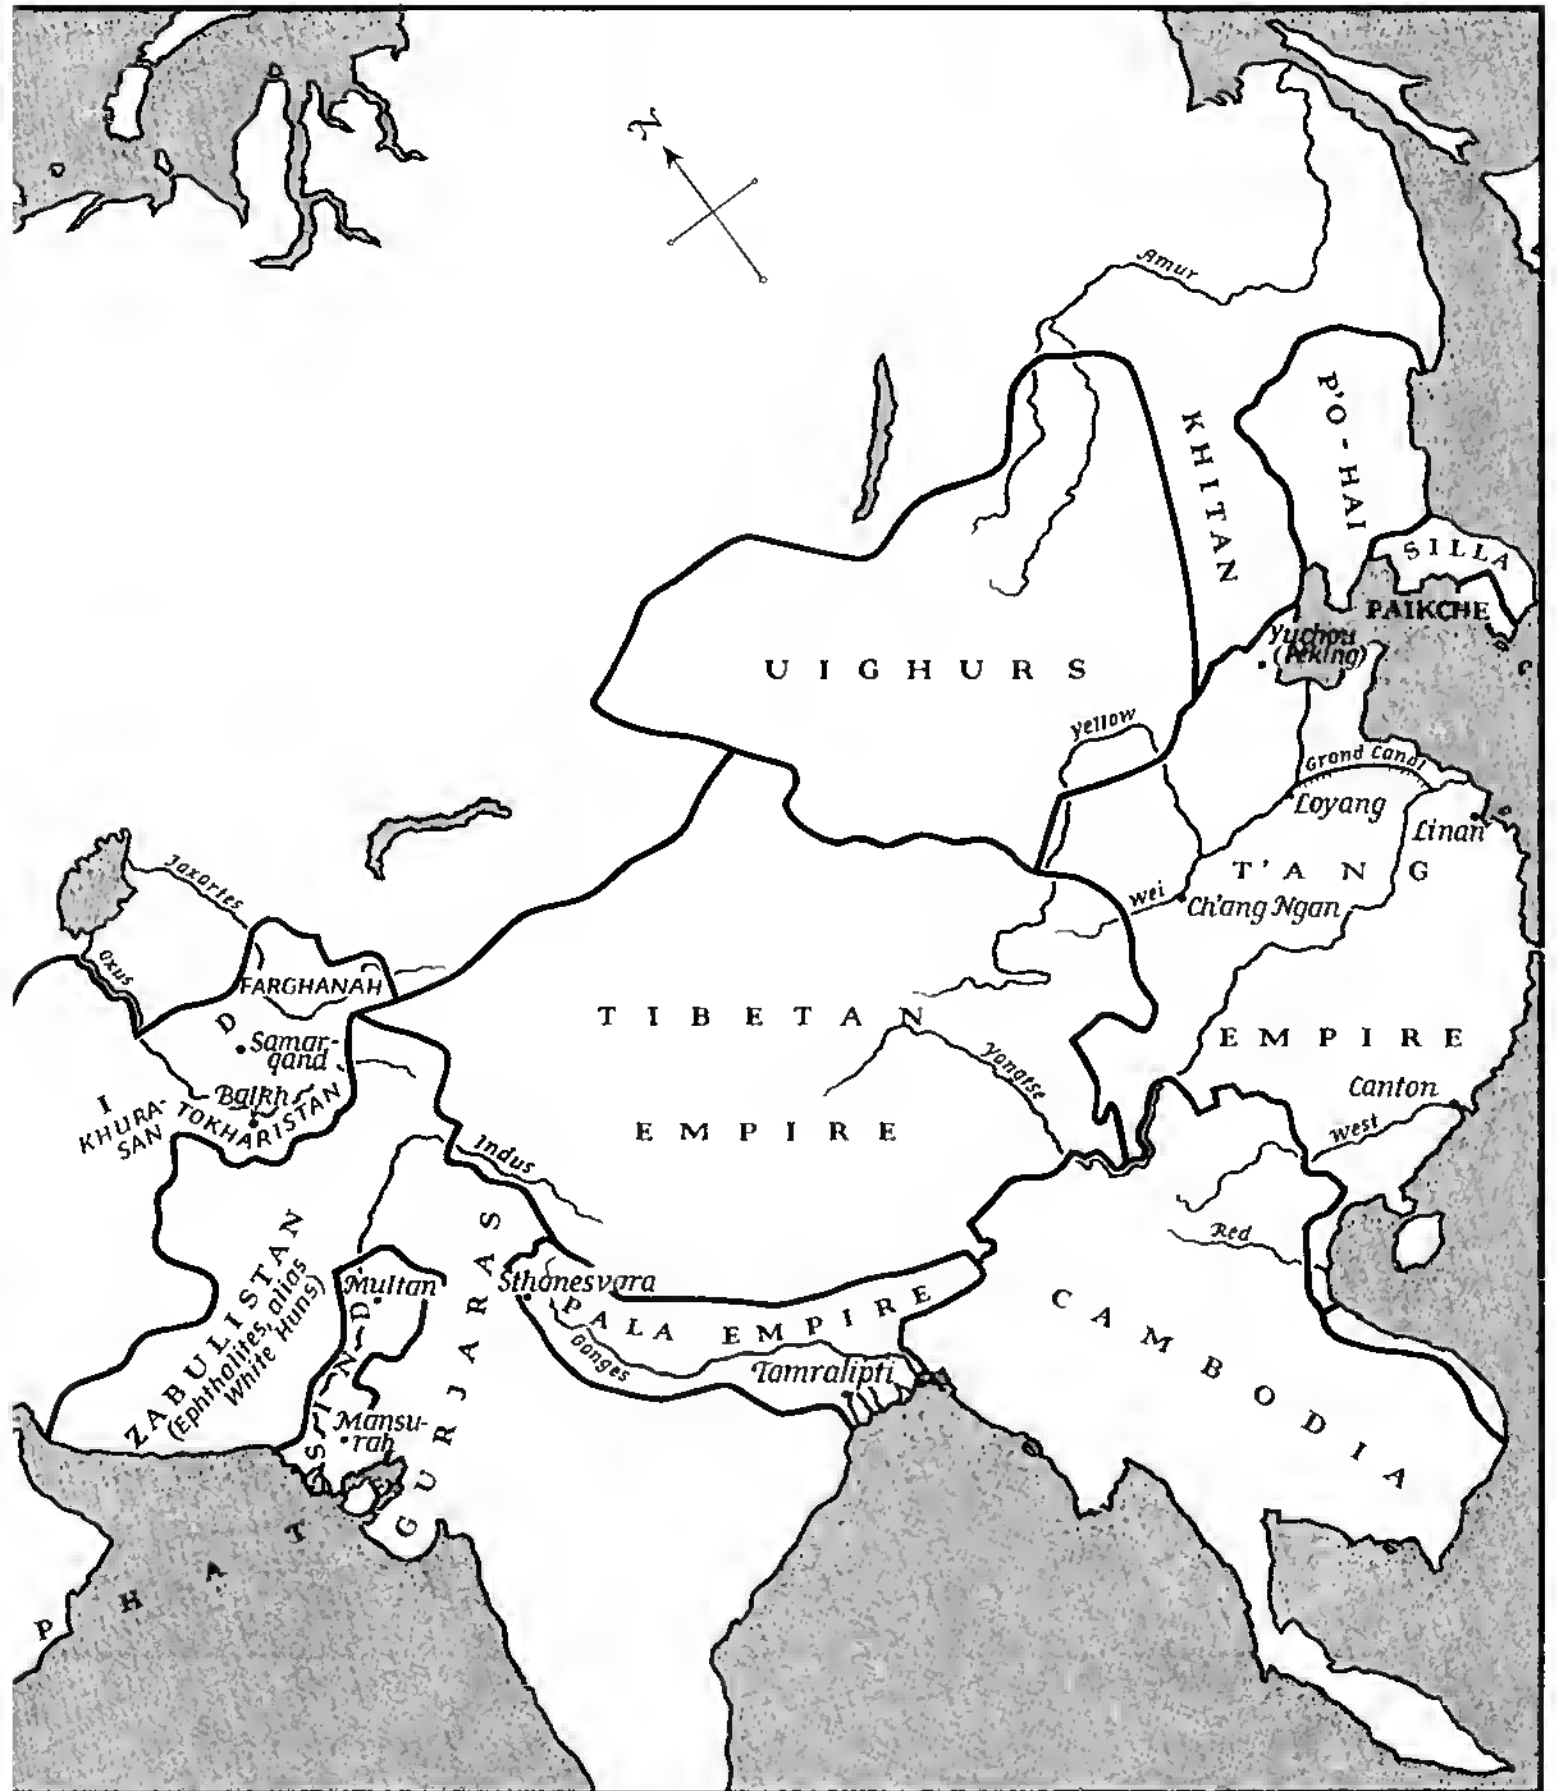 N
Amur
KHITAN
P'O-HAI
SILLA
PAIKCHE
Yuchou
(Peking)
UIGHURS
Yellow
Grand Canal
Loyang
Linan
T'ANG
Wei
Ch'ang Ngan
Jaxartes
Oxus
FARGHANAH
D
Samar-
qand
TIBETAN
EMPIRE
Yangtse
EMPIRE
Canton
West
Balkh
TOKHARISTAN
I
KHURA-
SAN
Indus
Red
ZABULISTAN
(Ephthalites, alias
White Huns)
Multan
SIND
Mansu-
rah
GURJARAS
Sthanesvara
PALA EMPIRE
Ganges
Tamralipti
CAMBODIA
PHAT
E